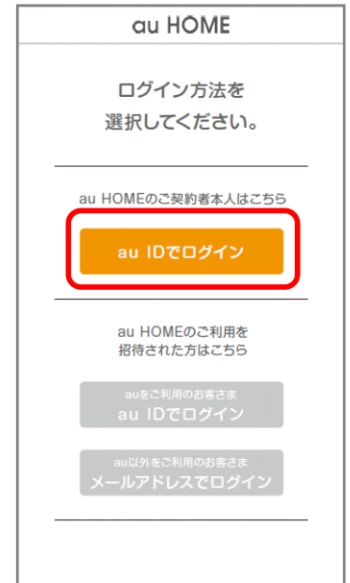 au HOME
ログイン方法を
選択してください。
au HOMEのご契約者本人はこちら
au IDでログイン
au HOMEのご利用を
招待された方はこちら
auをご利用のお客さま
au IDでログイン
au以外をご利用のお客さま
メールアドレスでログイン